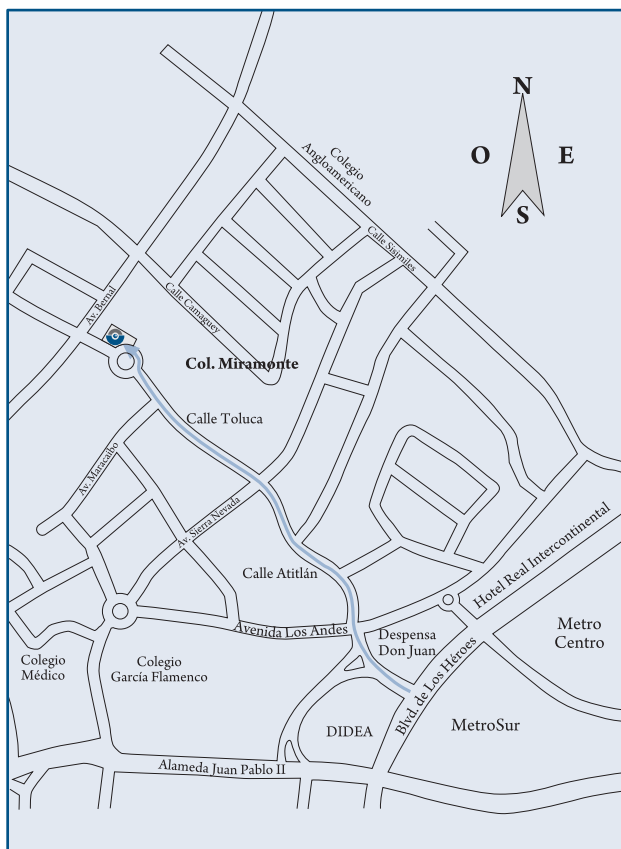 N
O
E
S
Colegio
Angloamericano
Calle Sisimiles
Calle Camaguey
Av. Bernal
Col. Miramonte
Calle Toluca
Av. Maracaibo
Av. Sierra Nevada
Calle Atitlán
Hotel Real Intercontinental
Avenida Los Andes
Despensa
Don Juan
Metro
Centro
Colegio
Médico
Colegio
García Flamenco
Blvd. de Los Héroes
DIDEA
MetroSur
Alameda Juan Pablo II